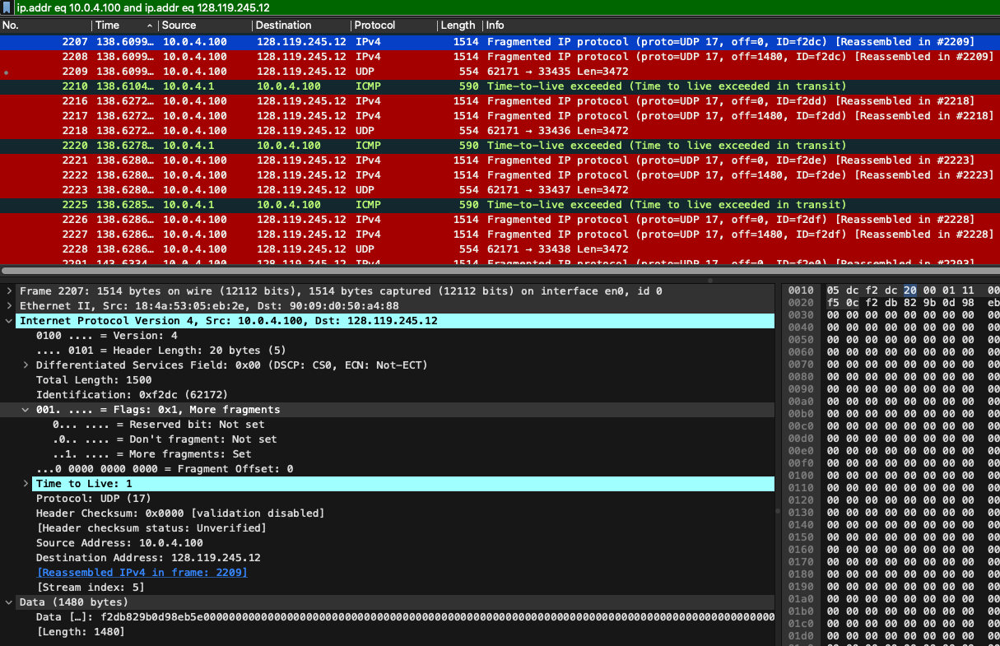 ip.addr eq 10.0.4.100 and ip.addr eq 128.119.245.12
No. Time Source Destination Protocol Length Info
2207 138.6099… 10.0.4.100 128.119.245.12 IPv4 1514 Fragmented IP protocol (proto=UDP 17, off=0, ID=f2dc) [Reassembled in #2209]
2208 138.6099… 10.0.4.100 128.119.245.12 IPv4 1514 Fragmented IP protocol (proto=UDP 17, off=1480, ID=f2dc) [Reassembled in #2209]
2209 138.6099… 10.0.4.100 128.119.245.12 UDP 554 62171 → 33435 Len=3472
2210 138.6104… 10.0.4.1 10.0.4.100 ICMP 590 Time-to-live exceeded (Time to live exceeded in transit)
2216 138.6272… 10.0.4.100 128.119.245.12 IPv4 1514 Fragmented IP protocol (proto=UDP 17, off=0, ID=f2dd) [Reassembled in #2218]
2217 138.6272… 10.0.4.100 128.119.245.12 IPv4 1514 Fragmented IP protocol (proto=UDP 17, off=1480, ID=f2dd) [Reassembled in #2218]
2218 138.6272… 10.0.4.100 128.119.245.12 UDP 554 62171 → 33436 Len=3472
2220 138.6278… 10.0.4.1 10.0.4.100 ICMP 590 Time-to-live exceeded (Time to live exceeded in transit)
2221 138.6280… 10.0.4.100 128.119.245.12 IPv4 1514 Fragmented IP protocol (proto=UDP 17, off=0, ID=f2de) [Reassembled in #2223]
2222 138.6280… 10.0.4.100 128.119.245.12 IPv4 1514 Fragmented IP protocol (proto=UDP 17, off=1480, ID=f2de) [Reassembled in #2223]
2223 138.6280… 10.0.4.100 128.119.245.12 UDP 554 62171 → 33437 Len=3472
2225 138.6285… 10.0.4.1 10.0.4.100 ICMP 590 Time-to-live exceeded (Time to live exceeded in transit)
2226 138.6286… 10.0.4.100 128.119.245.12 IPv4 1514 Fragmented IP protocol (proto=UDP 17, off=0, ID=f2df) [Reassembled in #2228]
2227 138.6286… 10.0.4.100 128.119.245.12 IPv4 1514 Fragmented IP protocol (proto=UDP 17, off=1480, ID=f2df) [Reassembled in #2228]
2228 138.6286… 10.0.4.100 128.119.245.12 UDP 554 62171 → 33438 Len=3472
2291 143.6334… 10.0.4.100 128.119.245.12 IPv4 1514 Fragmented IP protocol (proto=UDP 17, off=0, ID=f2e0) [Reassembled in #2293]
Frame 2207: 1514 bytes on wire (12112 bits), 1514 bytes captured (12112 bits) on interface en0, id 0
Ethernet II, Src: 18:4a:53:05:eb:2e, Dst: 90:09:d0:50:a4:88
Internet Protocol Version 4, Src: 10.0.4.100, Dst: 128.119.245.12
0100 .... = Version: 4
.... 0101 = Header Length: 20 bytes (5)
Differentiated Services Field: 0x00 (DSCP: CS0, ECN: Not-ECT)
Total Length: 1500
Identification: 0xf2dc (62172)
001. .... = Flags: 0x1, More fragments
0... .... = Reserved bit: Not set
.0.. .... = Don't fragment: Not set
..1. .... = More fragments: Set
...0 0000 0000 0000 = Fragment Offset: 0
Time to Live: 1
Protocol: UDP (17)
Header Checksum: 0x0000 [validation disabled]
[Header checksum status: Unverified]
Source Address: 10.0.4.100
Destination Address: 128.119.245.12
[Reassembled IPv4 in frame: 2209]
[Stream index: 5]
Data (1480 bytes)
[Length: 1480]
0010 05 dc f2 dc 20 00 01 11 00
0020 f5 0c f2 db 82 9b 0d 98 eb
0030 00 00 00 00 00 00 00 00 00
0040 00 00 00 00 00 00 00 00 00
0050 00 00 00 00 00 00 00 00 00
0060 00 00 00 00 00 00 00 00 00
0070 00 00 00 00 00 00 00 00 00
0080 00 00 00 00 00 00 00 00 00
0090 00 00 00 00 00 00 00 00 00
00a0 00 00 00 00 00 00 00 00 00
00b0 00 00 00 00 00 00 00 00 00
00c0 00 00 00 00 00 00 00 00 00
00d0 00 00 00 00 00 00 00 00 00
00e0 00 00 00 00 00 00 00 00 00
00f0 00 00 00 00 00 00 00 00 00
0100 00 00 00 00 00 00 00 00 00
0110 00 00 00 00 00 00 00 00 00
0120 00 00 00 00 00 00 00 00 00
0130 00 00 00 00 00 00 00 00 00
0140 00 00 00 00 00 00 00 00 00
0150 00 00 00 00 00 00 00 00 00
0160 00 00 00 00 00 00 00 00 00
0170 00 00 00 00 00 00 00 00 00
0180 00 00 00 00 00 00 00 00 00
0190 00 00 00 00 00 00 00 00 00
01a0 00 00 00 00 00 00 00 00 00
01b0 00 00 00 00 00 00 00 00 00
01c0 00 00 00 00 00 00 00 00 00
01d0 00 00 00 00 00 00 00 00 00